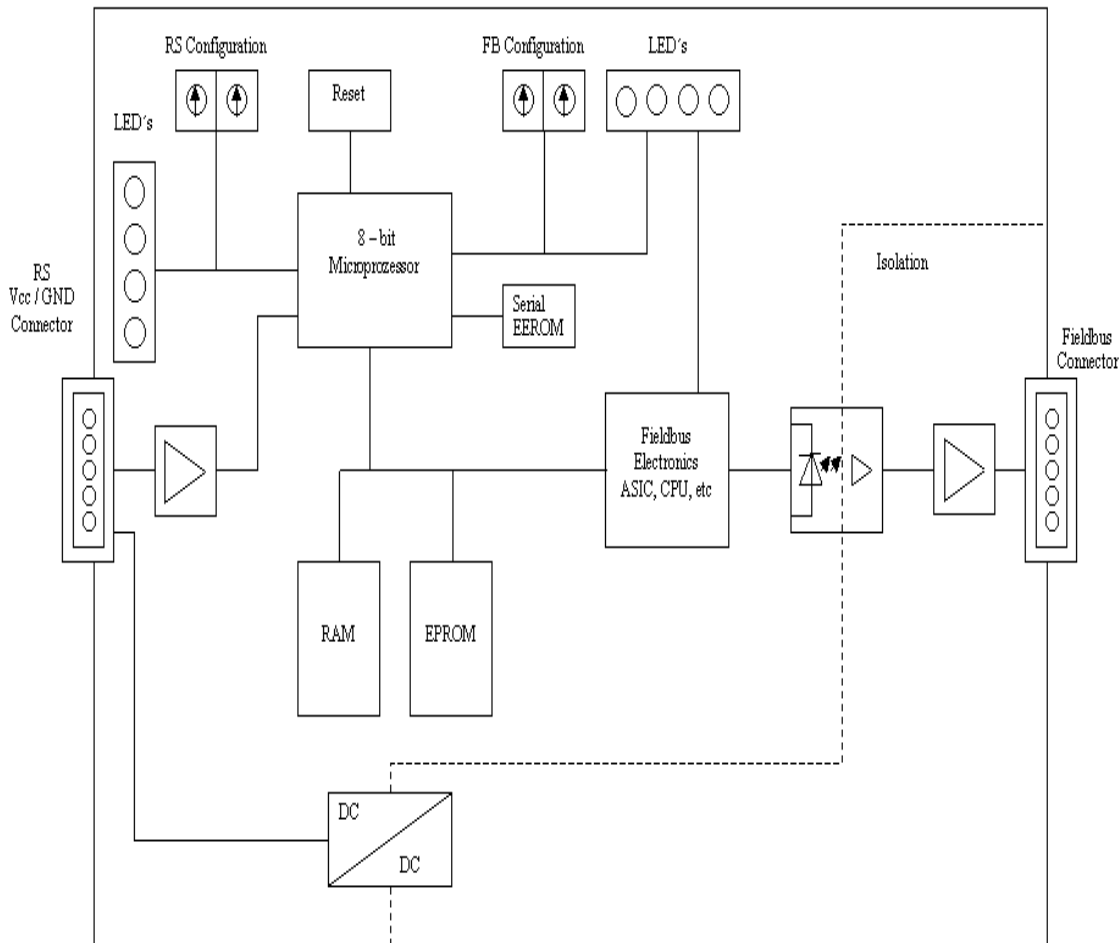 RS Configuration
FB Configuration
LED´s
Reset
LED´s
8 – bit
Microprozessor
Isolation
RS
Vcc / GND
Connector
Serial
EEROM
Fieldbus
Connector
Fieldbus
Electronics
ASIC, CPU, etc
RAM
EPROM
DC
DC